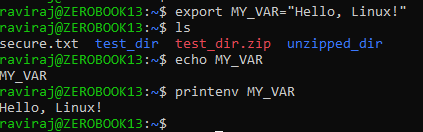 raviraj@ZEROBOOK13:~$ export MY_VAR="Hello, Linux!"
raviraj@ZEROBOOK13:~$ ls
secure.txt  test_dir  test_dir.zip  unzipped_dir
raviraj@ZEROBOOK13:~$ echo MY_VAR
MY_VAR
raviraj@ZEROBOOK13:~$ printenv MY_VAR
Hello, Linux!
raviraj@ZEROBOOK13:~$